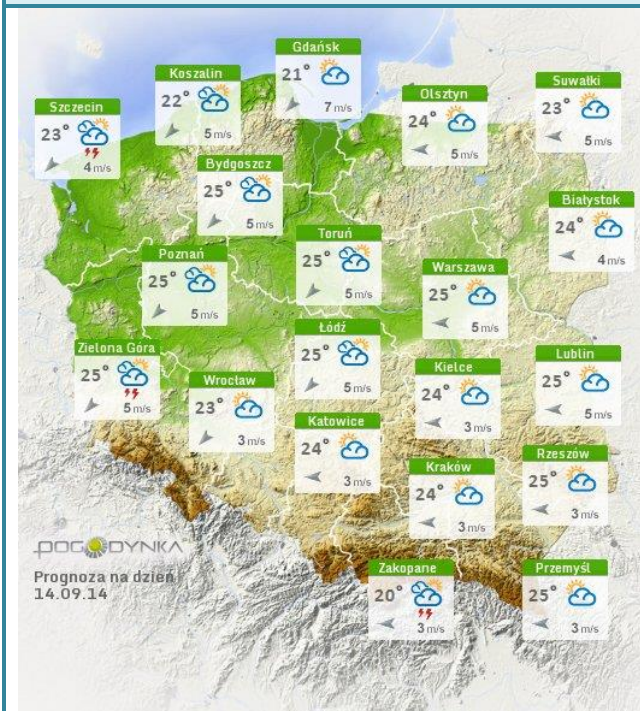 Gdańsk
21°
7 m/s
Koszalin
22°
5 m/s
Suwałki
23°
5 m/s
Olsztyn
24°
5 m/s
Szczecin
23°
4 m/s
Bydgoszcz
25°
5 m/s
Białystok
24°
4 m/s
Toruń
25°
5 m/s
Poznań
25°
5 m/s
Warszawa
25°
5 m/s
Łódź
25°
5 m/s
Zielona Góra
25°
5 m/s
Lublin
25°
5 m/s
Kielce
24°
3 m/s
Wrocław
23°
3 m/s
Katowice
24°
3 m/s
Rzeszów
25°
3 m/s
Kraków
24°
3 m/s
POGODYNKA
Prognoza na dzień
14.09.14
Zakopane
20°
3 m/s
Przemyśl
25°
3 m/s